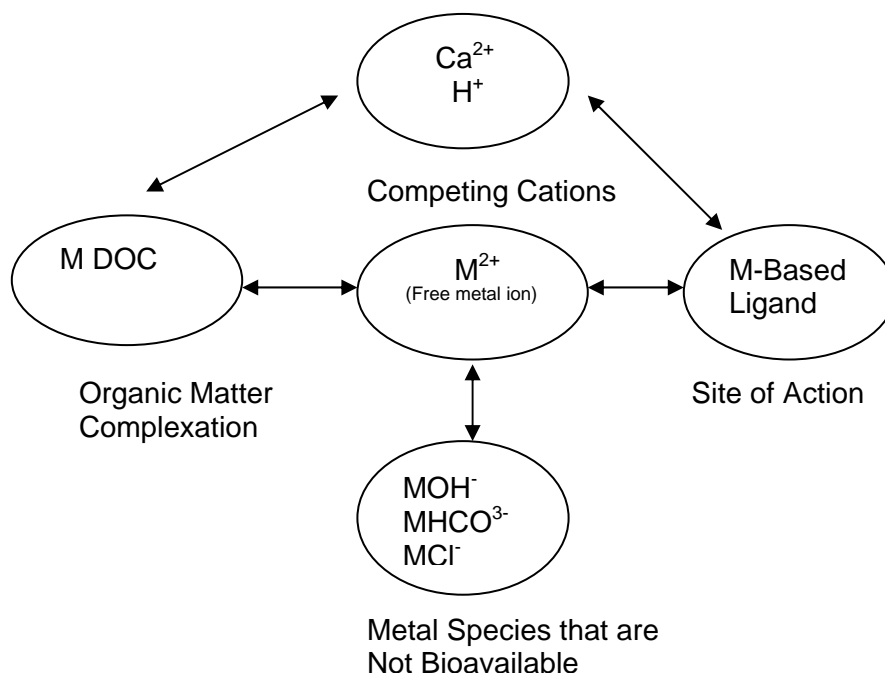 Ca²⁺
H⁺
Competing Cations
M DOC
M²⁺
(Free metal ion)
M-Based
Ligand
Organic Matter
Complexation
Site of Action
MOH⁻
MHCO³⁻
MCl⁻
Metal Species that are
Not Bioavailable